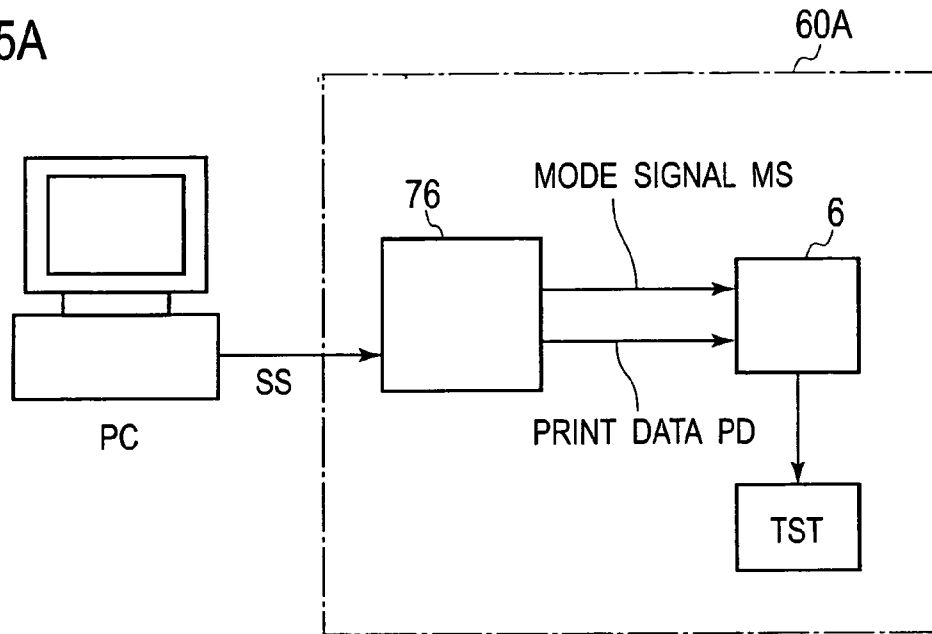 5A
60A
76
MODE SIGNAL MS
6
SS
PC
PRINT DATA PD
TST